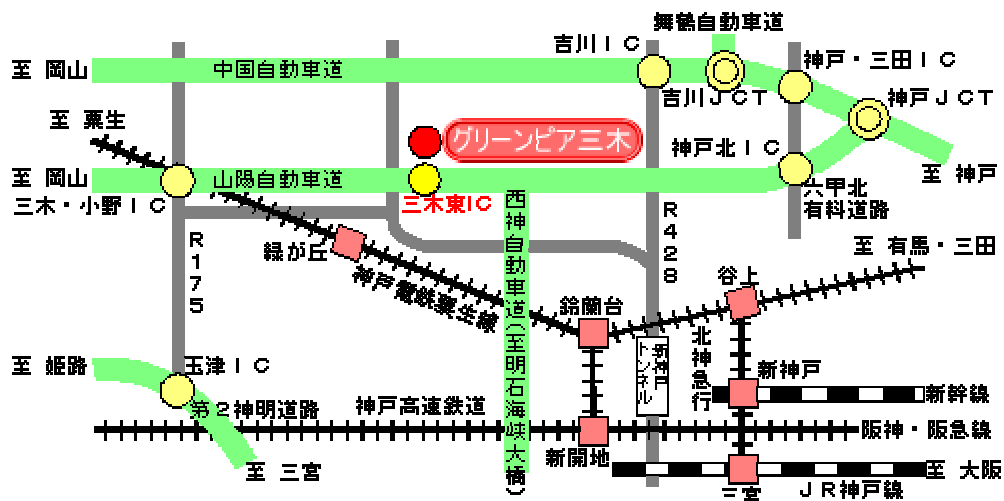 舞鶴自動車道
吉川ＩＣ
神戸・三田ＩＣ
至 岡山
中国自動車道
吉川ＪＣＴ
神戸ＪＣＴ
至 粟生
グリーンピア三木
神戸北ＩＣ
至 神戸
至 岡山
山陽自動車道
三木・小野ＩＣ
三木東IC
六甲北
有料道路
西神自動車道(至明石海峡大橋)
R428
R175
緑が丘
至 有馬・三田
神戸電鉄粟生線
谷上
鈴蘭台
北神急行
新神戸
トンネル
至 姫路
玉津ＩＣ
新神戸
新幹線
第２神明道路
神戸高速鉄道
阪神・阪急線
新開地
至 三宮
三宮
至 大阪
ＪＲ神戸線